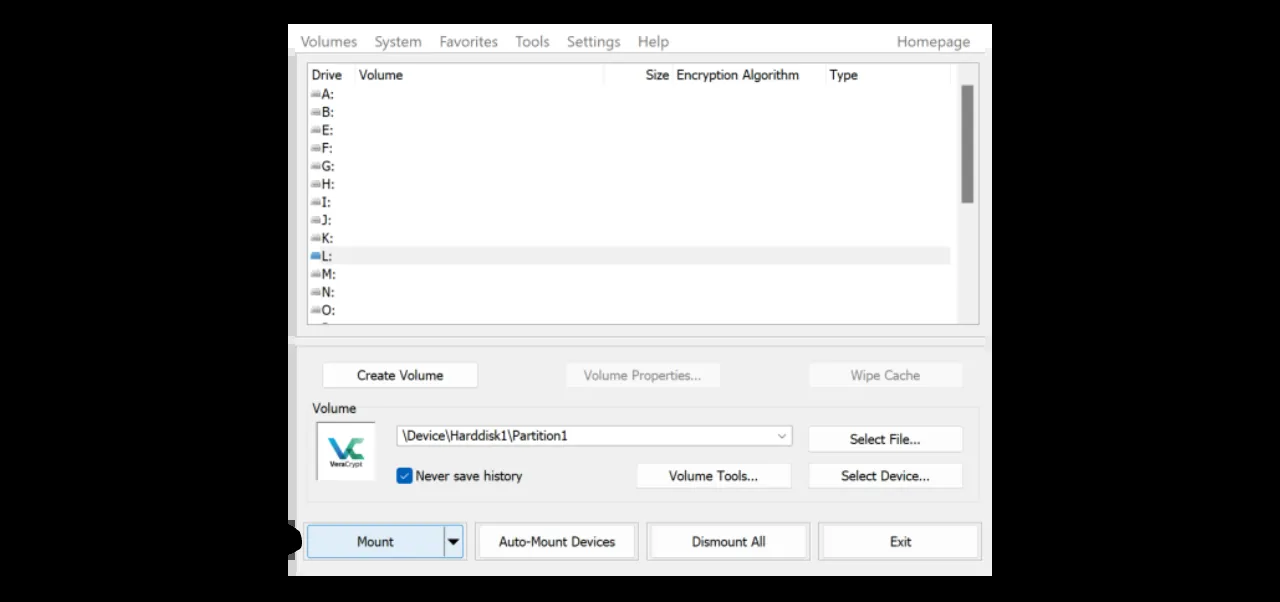 Volumes System Favorites Tools Settings Help Homepage
Drive Volume Size Encryption Algorithm Type
A:
B:
E:
F:
G:
H:
I:
J:
K:
L:
M:
N:
O:
Create Volume Volume Properties... Wipe Cache
Volume
VC
VeraCrypt
\Device\Harddisk1\Partition1 Select File...
Never save history Volume Tools... Select Device...
Mount Auto-Mount Devices Dismount All Exit